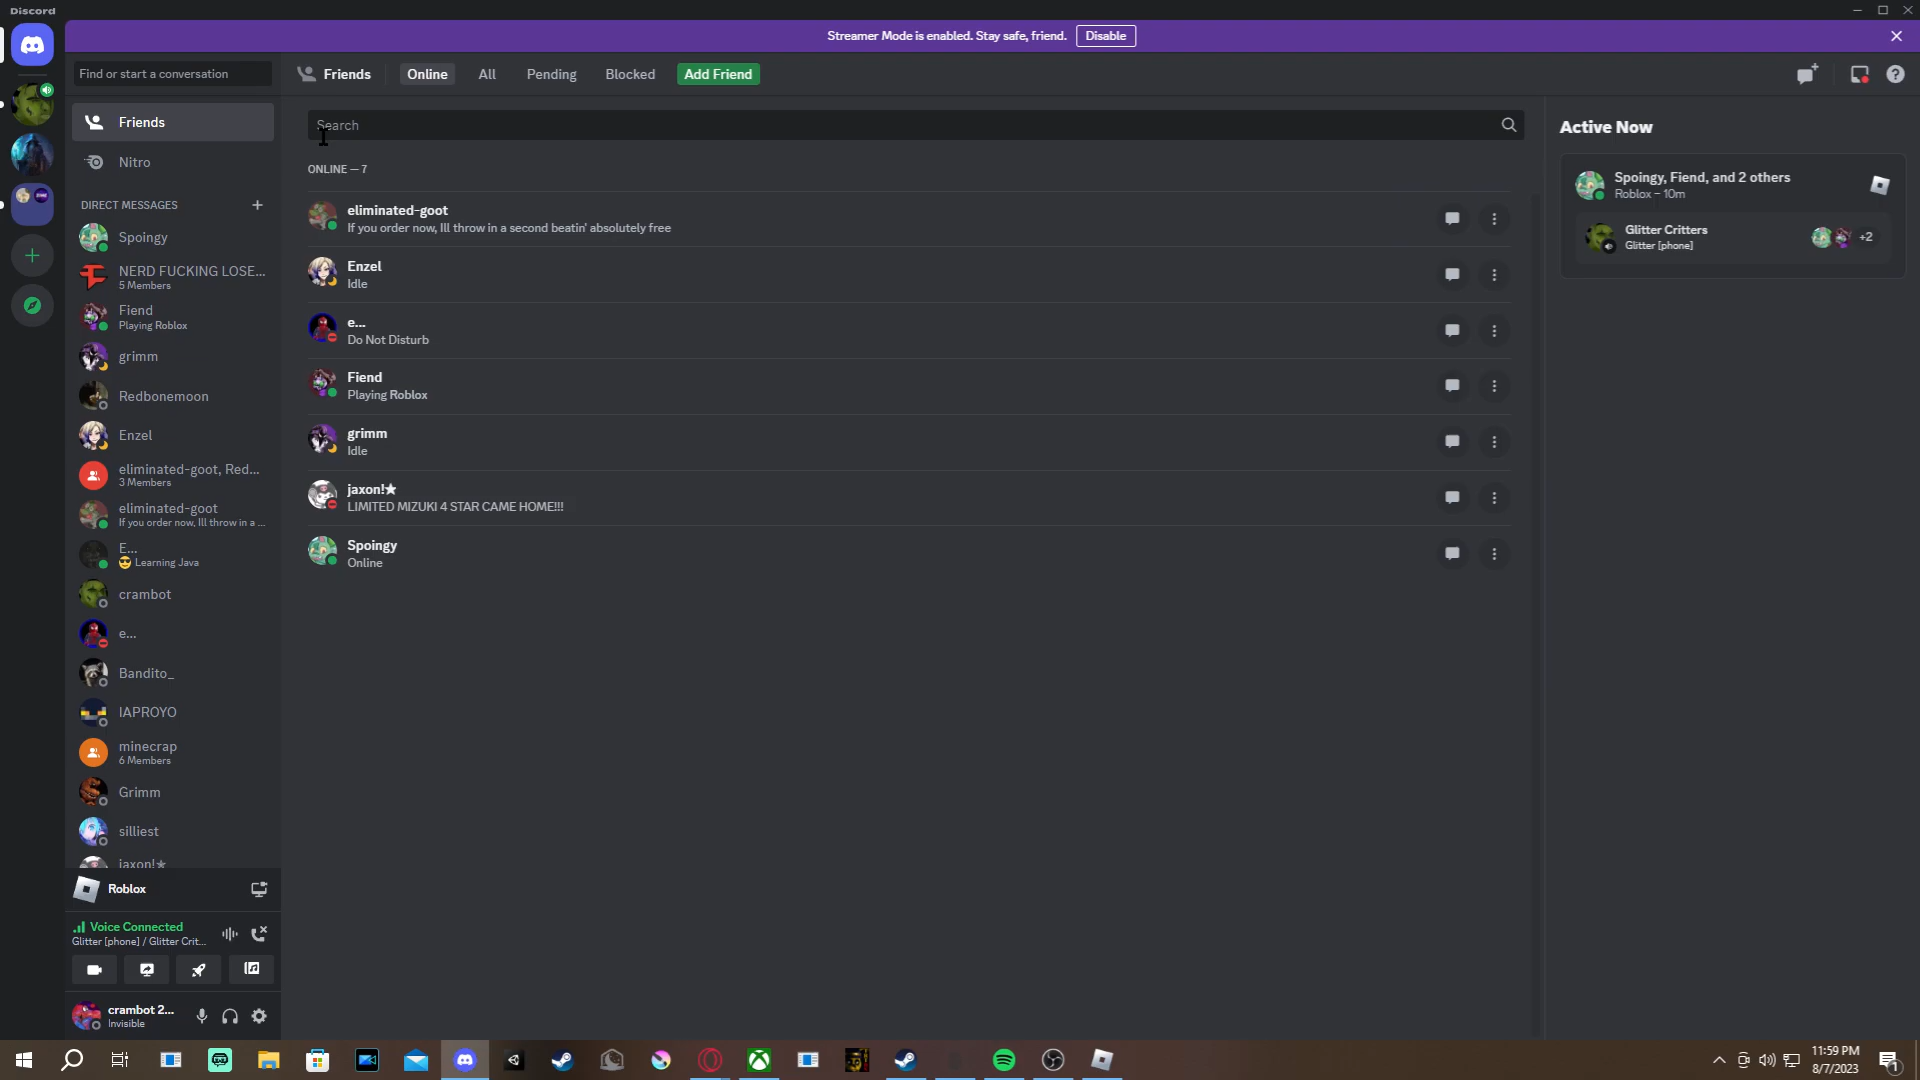 Discord
Streamer Mode is enabled. Stay safe, friend. Disable
Find or start a conversation
Friends
Online
All
Pending
Blocked
Add Friend
Friends
Nitro
DIRECT MESSAGES
Spoingy
NERD FUCKING LOSE...
5 Members
Fiend
Playing Roblox
grimm
Redbonemoon
Enzel
eliminated-goot, Red...
3 Members
eliminated-goot
If you order now, Ill throw in a ...
E...
😎 Learning Java
crambot
e...
Bandito_
IAPROYO
minecrap
6 Members
Grimm
silliest
jaxon!★
Roblox
Voice Connected
Glitter [phone] / Glitter Crit...
crambot 2...
Invisible
Search
ONLINE — 7
eliminated-goot
If you order now, Ill throw in a second beatin' absolutely free
Enzel
Idle
e...
Do Not Disturb
Fiend
Playing Roblox
grimm
Idle
jaxon!★
LIMITED MIZUKI 4 STAR CAME HOME!!!
Spoingy
Online
Active Now
Spoingy, Fiend, and 2 others
Roblox – 10m
Glitter Critters
Glitter [phone]
+2
11:59 PM
8/7/2023
1